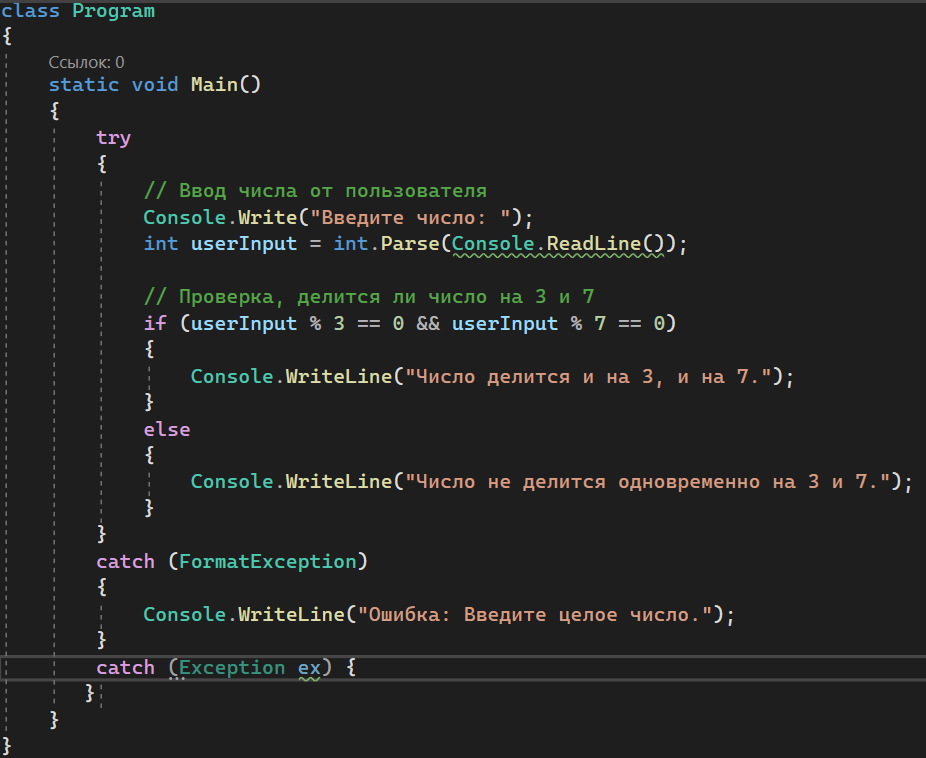 class Program
{
Ссылок: 0
static void Main()
{
try
{
// Ввод числа от пользователя
Console.Write("Введите число: ");
int userInput = int.Parse(Console.ReadLine());
// Проверка, делится ли число на 3 и 7
if (userInput % 3 == 0 && userInput % 7 == 0)
{
Console.WriteLine("Число делится и на 3, и на 7.");
}
else
{
Console.WriteLine("Число не делится одновременно на 3 и 7.");
}
}
catch (FormatException)
{
Console.WriteLine("Ошибка: Введите целое число.");
}
catch (Exception ex) {
}
}
}